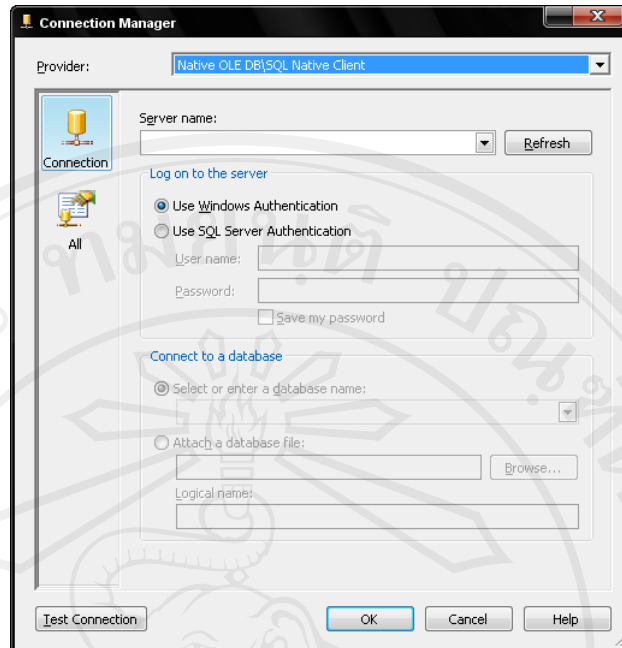 Connection Manager
Provider: Native OLE DB\SQL Native Client
Connection
All
Server name:
Refresh
Log on to the server
Use Windows Authentication
Use SQL Server Authentication
User name:
Password:
Save my password
Connect to a database
Select or enter a database name:
Attach a database file:
Browse...
Logical name:
Test Connection OK Cancel Help